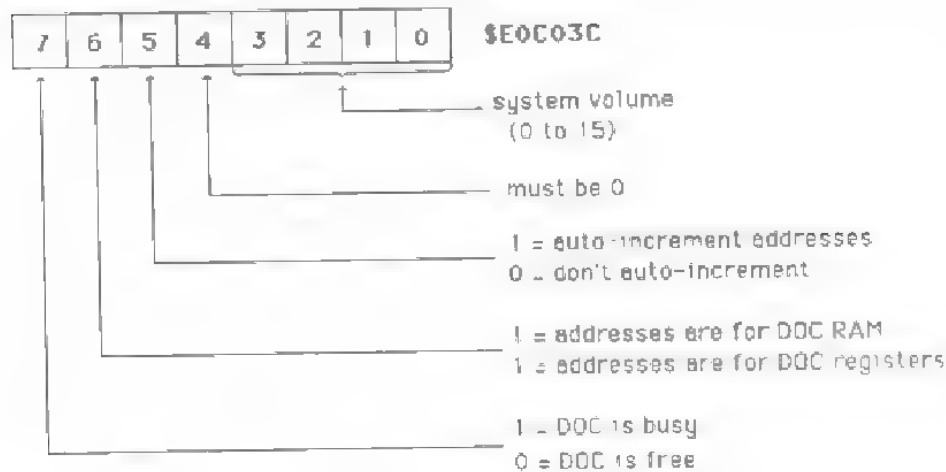 7 6 5 4 3 2 1 0 $E0C03C
system volume
(0 to 15)
must be 0
1 = auto-increment addresses
0 = don't auto-increment
1 = addresses are for DOC RAM
1 = addresses are for DOC registers
1 = DOC is busy
0 = DOC is free